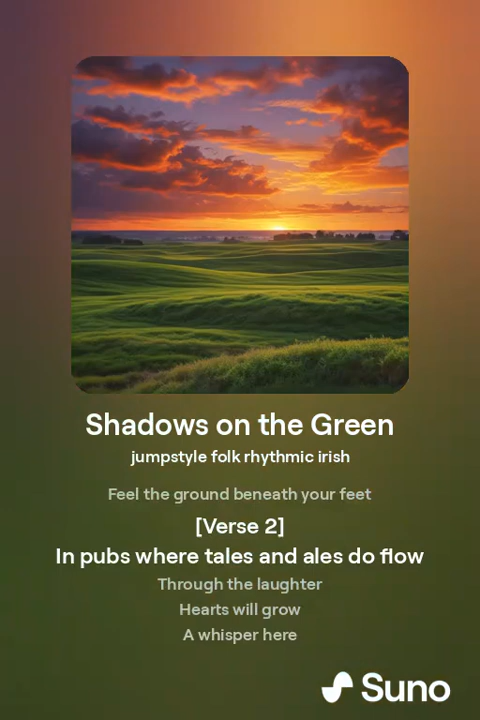 Shadows on the Green
jumpstyle folk rhythmic irish
Feel the ground beneath your feet
[Verse 2]
In pubs where tales and ales do flow
Through the laughter
Hearts will grow
A whisper here
Suno